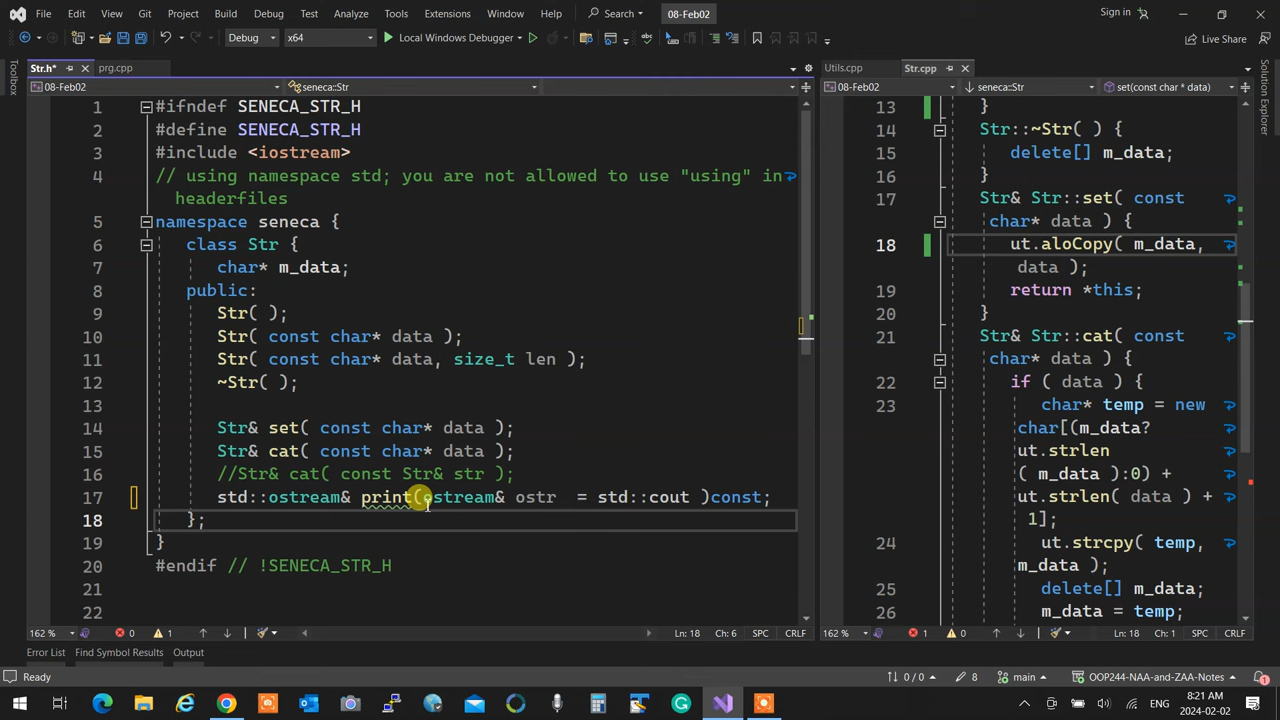 File Edit View Git Project Build Debug Test Analyze Tools Extensions Window Help Search 08-Feb02 Sign in
Debug x64 Local Windows Debugger Live Share
Toolbox
Str.h* prg.cpp
08-Feb02 seneca::Str
1 #ifndef SENECA_STR_H
2 #define SENECA_STR_H
3 #include <iostream>
4 // using namespace std; you are not allowed to use "using" in
headerfiles
5 namespace seneca {
6 class Str {
7 char* m_data;
8 public:
9 Str( );
10 Str( const char* data );
11 Str( const char* data, size_t len );
12 ~Str( );
13
14 Str& set( const char* data );
15 Str& cat( const char* data );
16 //Str& cat( const Str& str );
17 std::ostream& print(ostream& ostr = std::cout )const;
18 };
19 }
20 #endif // !SENECA_STR_H
21
22
162 % 0 1 Ln: 18 Ch: 6 SPC CRLF
Utils.cpp Str.cpp
08-Feb02 seneca::Str set(const char * data)
13 }
14 Str::~Str( ) {
15 delete[] m_data;
16 }
17 Str& Str::set( const
char* data ) {
18 ut.aloCopy( m_data,
data );
19 return *this;
20 }
21 Str& Str::cat( const
char* data ) {
22 if ( data ) {
23 char* temp = new
char[(m_data?
ut.strlen
( m_data ):0) +
ut.strlen( data ) +
1];
24 ut.strcpy( temp,
m_data );
25 delete[] m_data;
26 m_data = temp;
162 % 1 0 Ln: 18 Ch: 1 SPC CRLF
Solution Explorer
Error List Find Symbol Results Output
Ready 0 / 0 8 main OOP244-NAA-and-ZAA-Notes 1
ENG 8:21 AM
2024-02-02